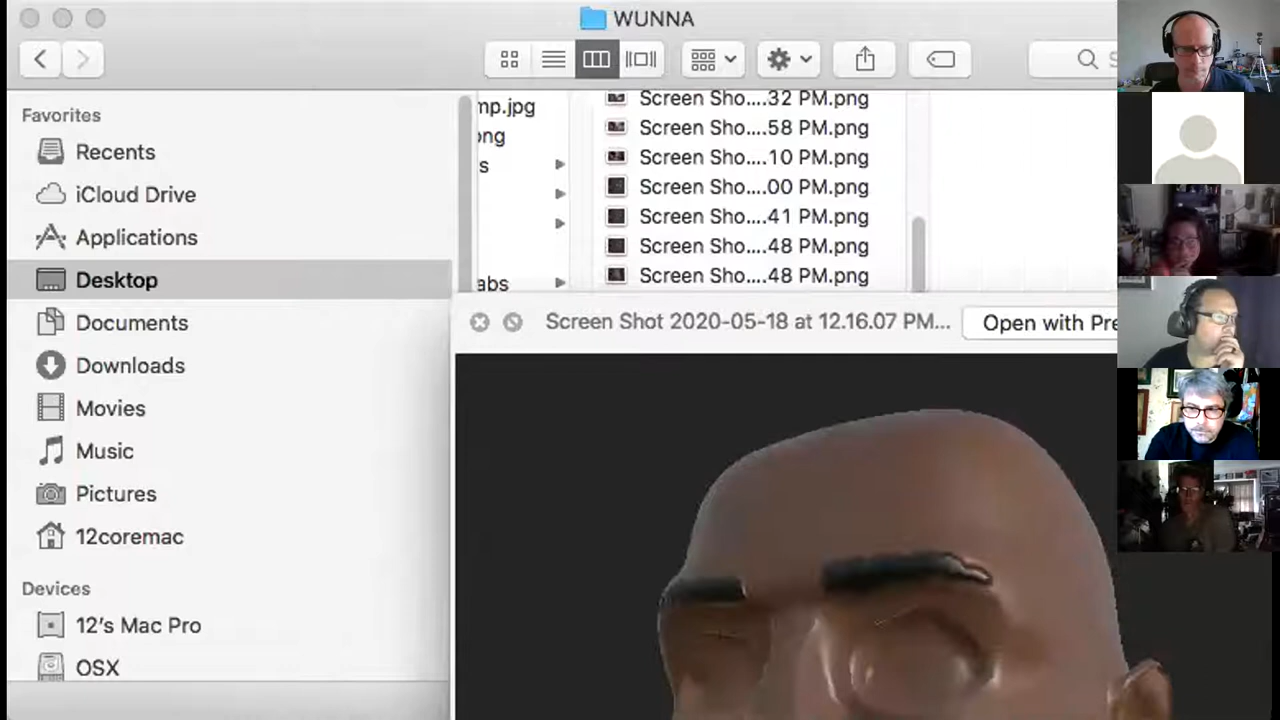 WUNNA
S
Favorites
Recents
iCloud Drive
Applications
Desktop
Documents
Downloads
Movies
Music
Pictures
12coremac
Devices
12's Mac Pro
OSX
mp.jpg
ong
s
abs
Screen Sho....32 PM.png
Screen Sho....58 PM.png
Screen Sho....10 PM.png
Screen Sho....00 PM.png
Screen Sho....41 PM.png
Screen Sho....48 PM.png
Screen Sho....48 PM.png
Screen Shot 2020-05-18 at 12.16.07 PM...
Open with Pre